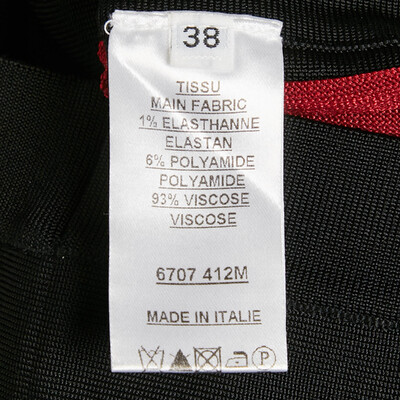 38
TISSU
MAIN FABRIC
1% ELASTHANNE
ELASTAN
6% POLYAMIDE
POLYAMIDE
93% VISCOSE
VISCOSE
6707 412M
MADE IN ITALIE
P